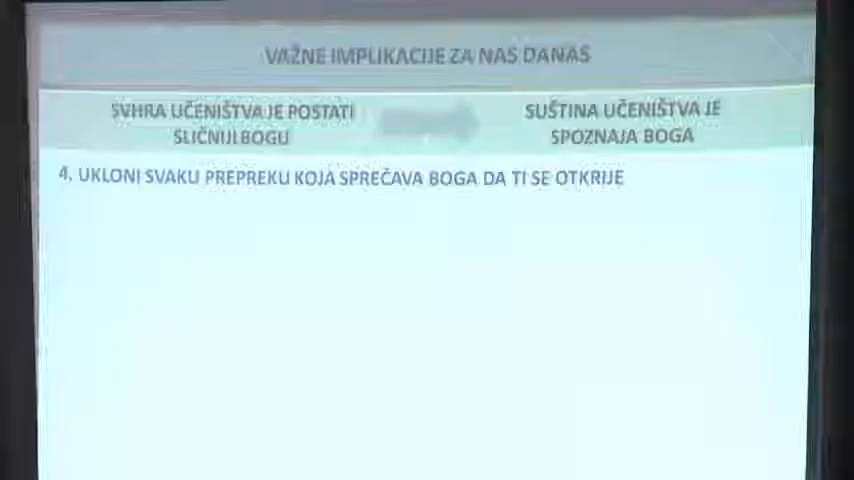 VAŽNE IMPLIKACIJE ZA NAS DANAS
SVHRA UČENIŠTVA JE POSTATI
SLIČNIJI BOGU
SUŠTINA UČENIŠTVA JE
SPOZNAJA BOGA
4. UKLONI SVAKU PREPREKU KOJA SPREČAVA BOGA DA TI SE OTKRIJE